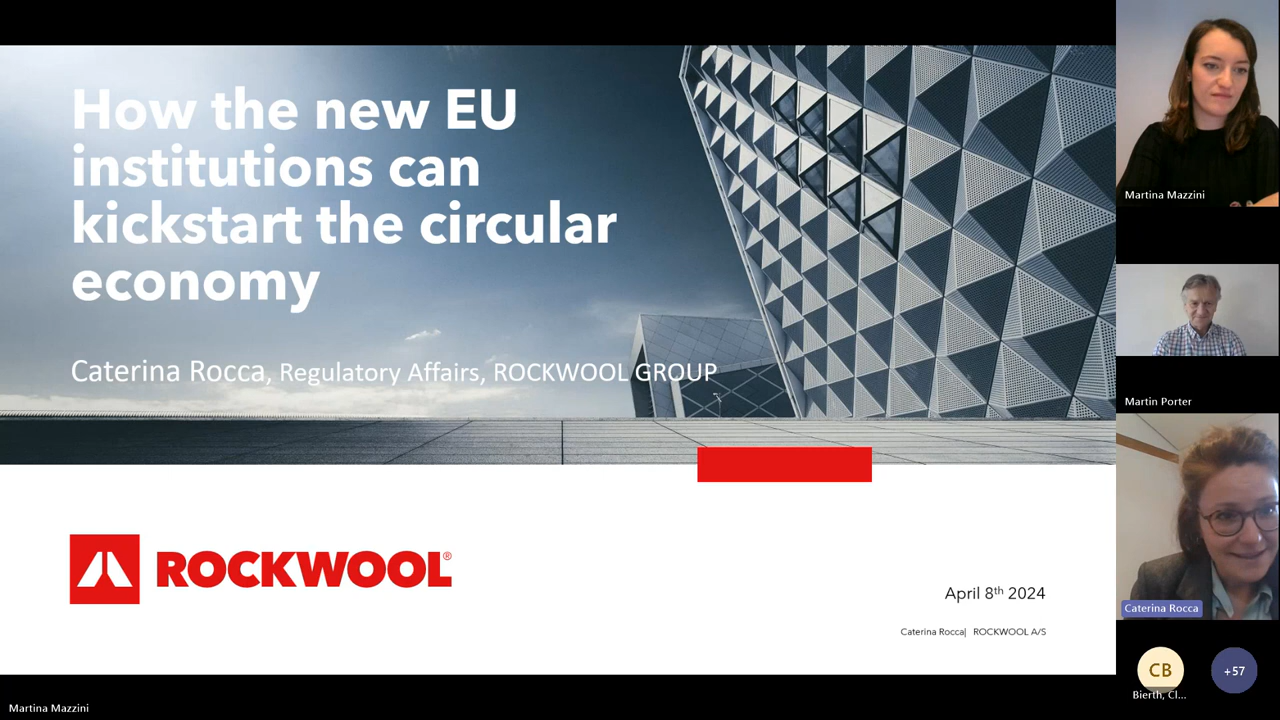 How the new EU
institutions can
kickstart the circular
economy
Caterina Rocca, Regulatory Affairs, ROCKWOOL GROUP
ROCKWOOL®
April 8th 2024
Caterina Rocca| ROCKWOOL A/S
Martina Mazzini
Martina Mazzini
Martin Porter
Caterina Rocca
CB
Bierth, Cl...
+57